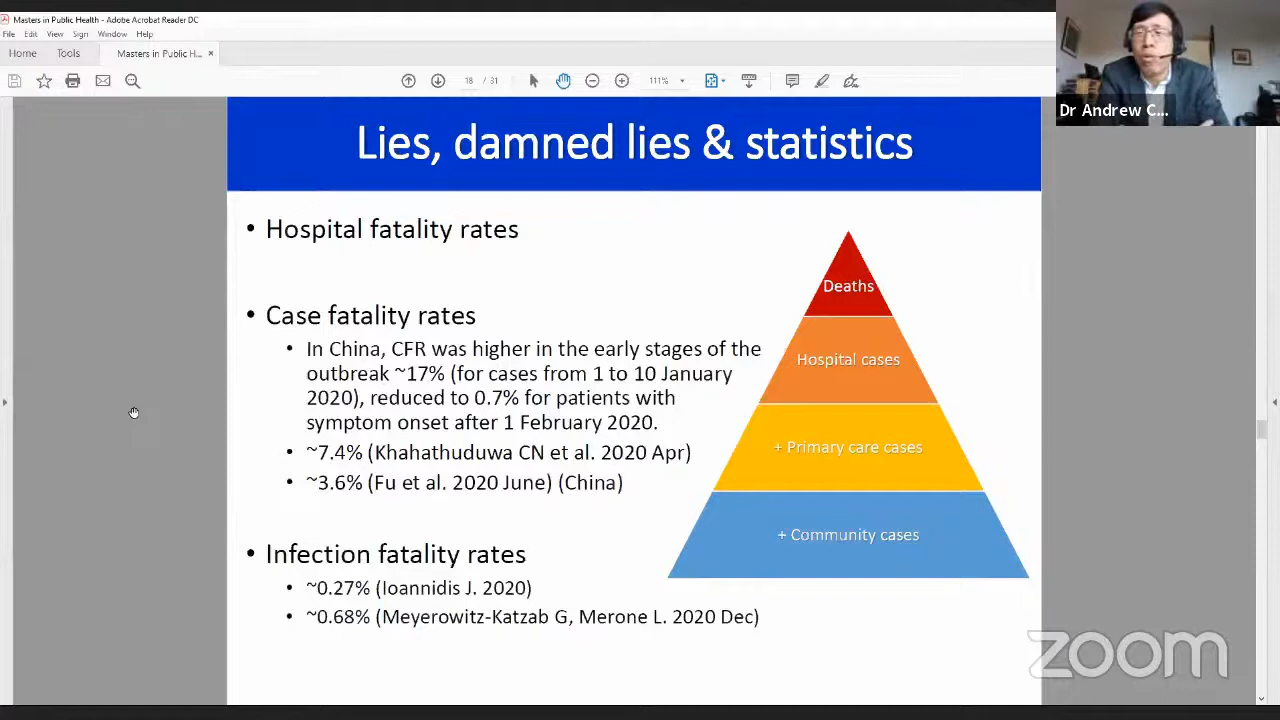 Masters in Public Health - Adobe Acrobat Reader DC
File Edit View Sign Window Help
Home Tools Masters in Public H... ×
18 / 31 111%
Dr Andrew C...
Lies, damned lies & statistics
• Hospital fatality rates
• Case fatality rates
• In China, CFR was higher in the early stages of the
outbreak ~17% (for cases from 1 to 10 January
2020), reduced to 0.7% for patients with
symptom onset after 1 February 2020.
• ~7.4% (Khahathuduwa CN et al. 2020 Apr)
• ~3.6% (Fu et al. 2020 June) (China)
• Infection fatality rates
• ~0.27% (Ioannidis J. 2020)
• ~0.68% (Meyerowitz-Katzab G, Merone L. 2020 Dec)
Deaths
Hospital cases
+ Primary care cases
+ Community cases
zoom